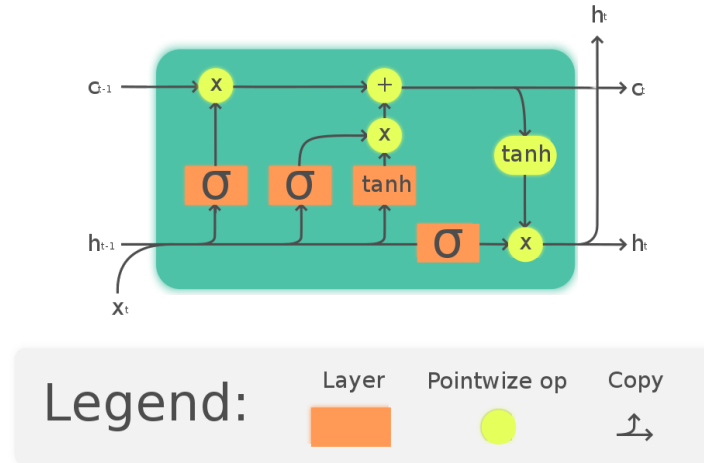 ht
ct-1
x
+
ct
x
tanh
σ
σ
tanh
ht-1
σ
x
ht
xt
Legend:
Layer
Pointwize op
Copy